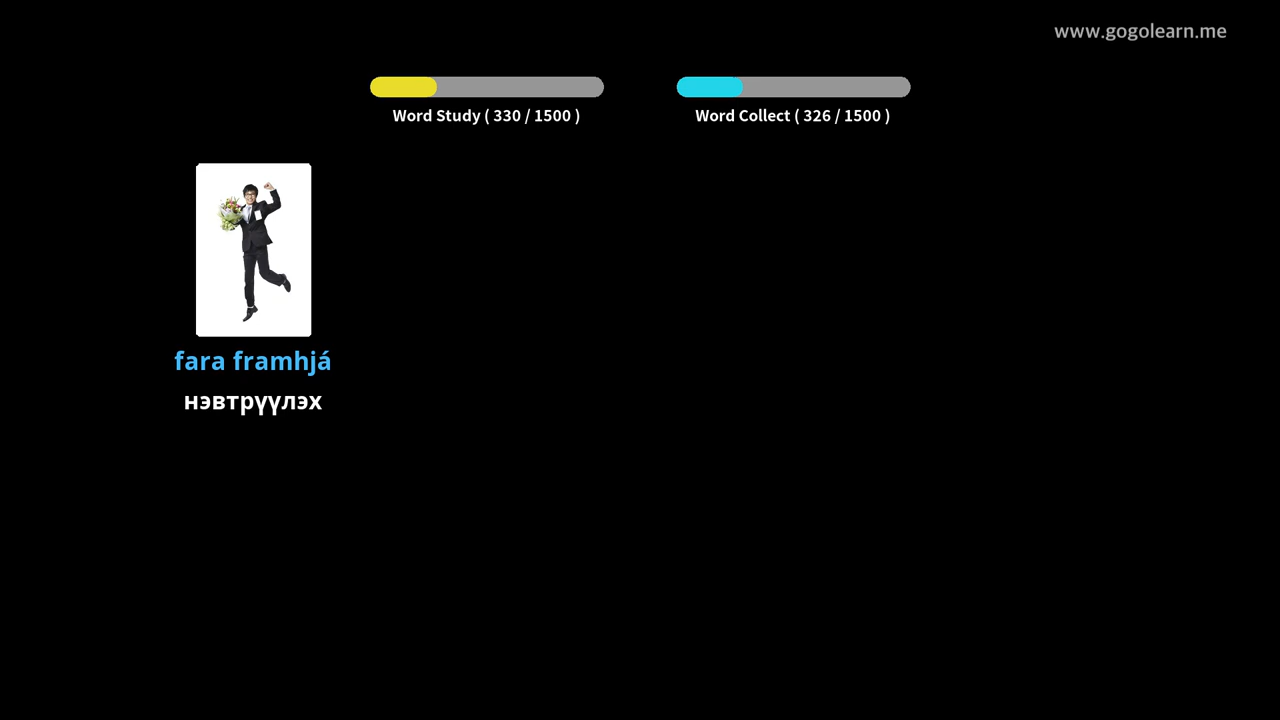 www.gogolearn.me
Word Study ( 330 / 1500 )
Word Collect ( 326 / 1500 )
fara framhjá
нэвтрүүлэх